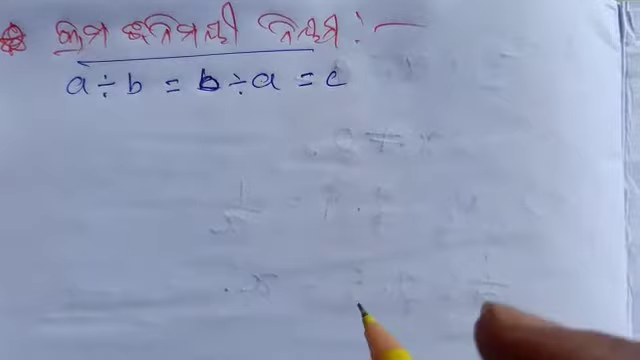 କ୍ରମ ବିନିମୟୀ ନିୟମ :-
a ÷ b = b ÷ a = c